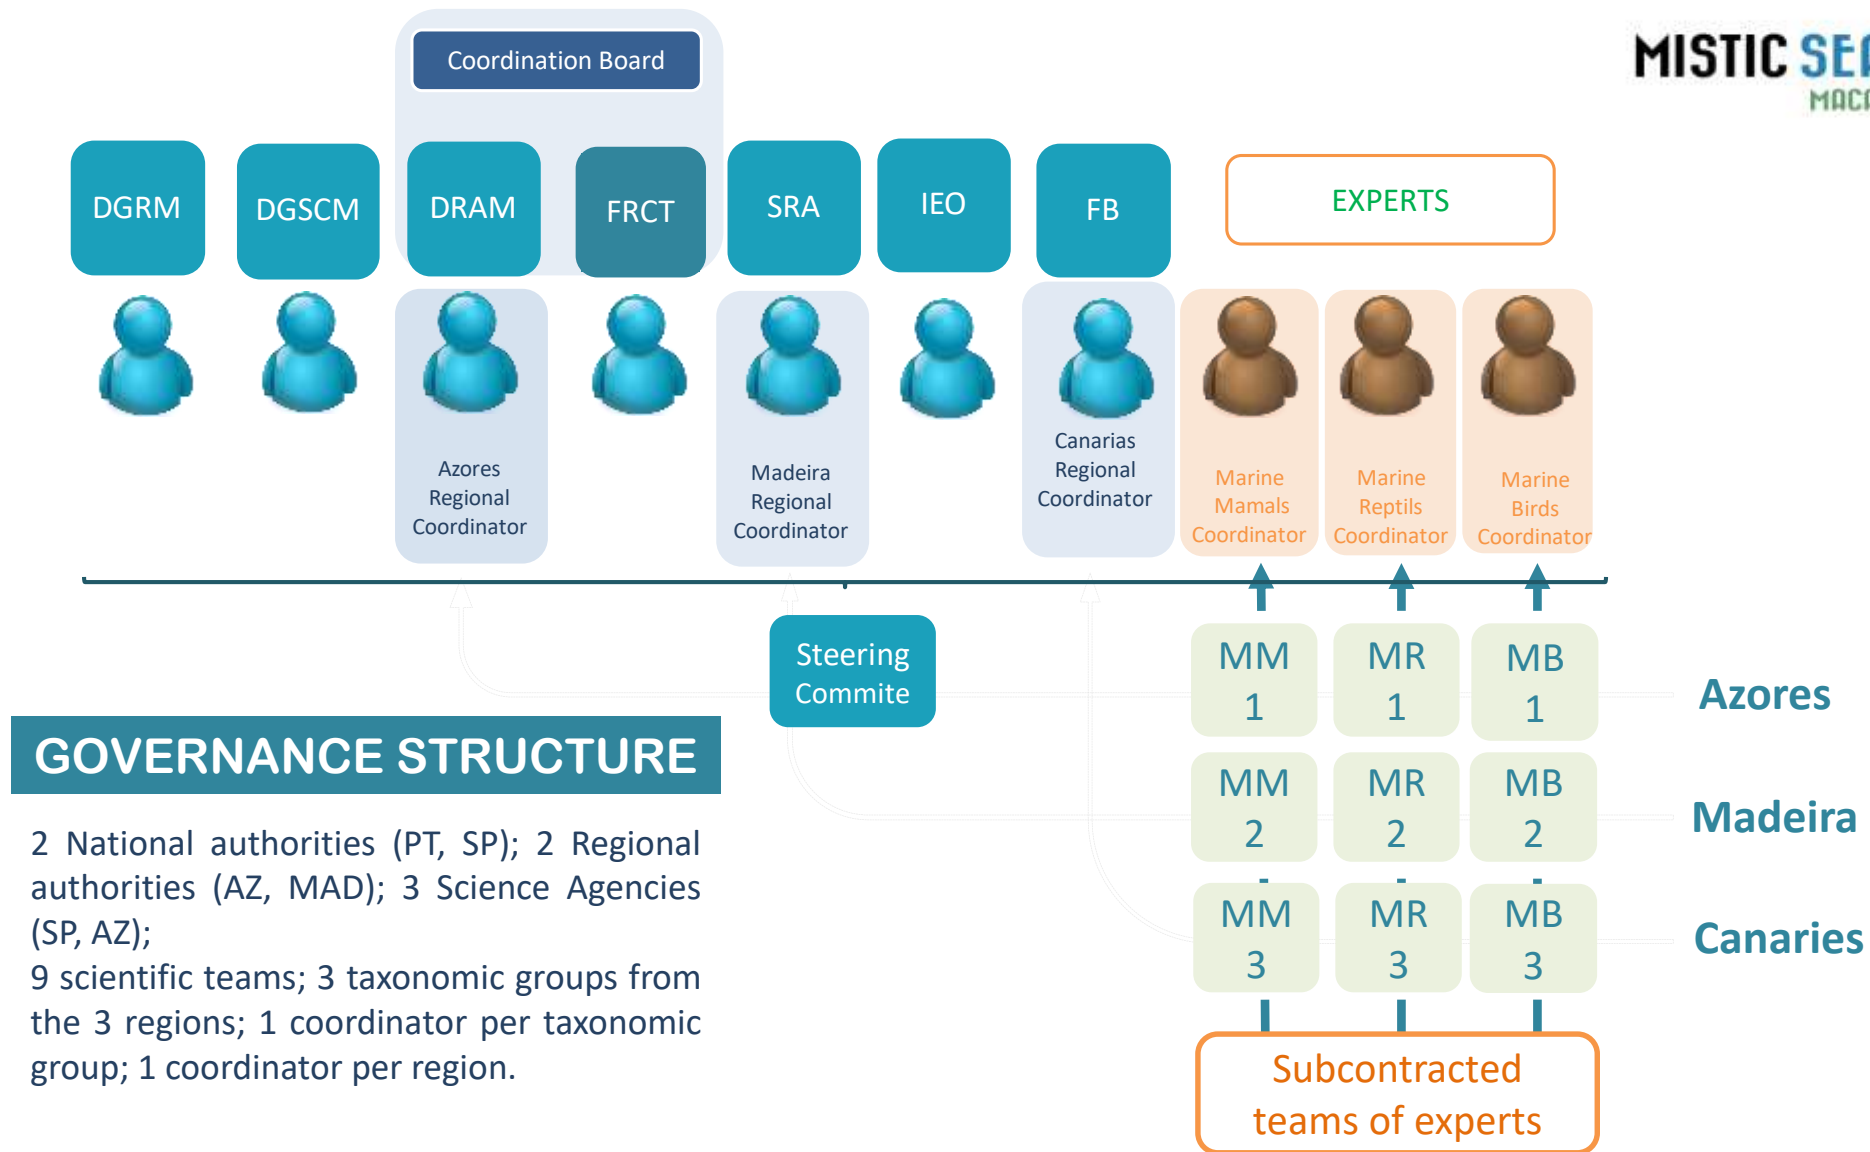 Coordination Board
MISTIC
DGRM
DGSCM
DRAM
FRCT
SRA
IEO
FB
EXPERTS
Azores
Regional
Coordinator
Madeira
Regional
Coordinator
Canarias
Regional
Coordinator
Marine
Mamals
Coordinator
Marine
Reptils
Coordinator
Marine
Birds
Coordinator
Steering
Commite
MM
1
MR
1
MB
1
Azores
MM
2
MR
2
MB
2
Madeira
MM
3
MR
3
MB
3
Canaries
Subcontracted
teams of experts
GOVERNANCE STRUCTURE
2 National authorities (PT, SP); 2 Regional
authorities (AZ, MAD); 3 Science Agencies
(SP, AZ);
9 scientific teams; 3 taxonomic groups from
the 3 regions; 1 coordinator per taxonomic
group; 1 coordinator per region.